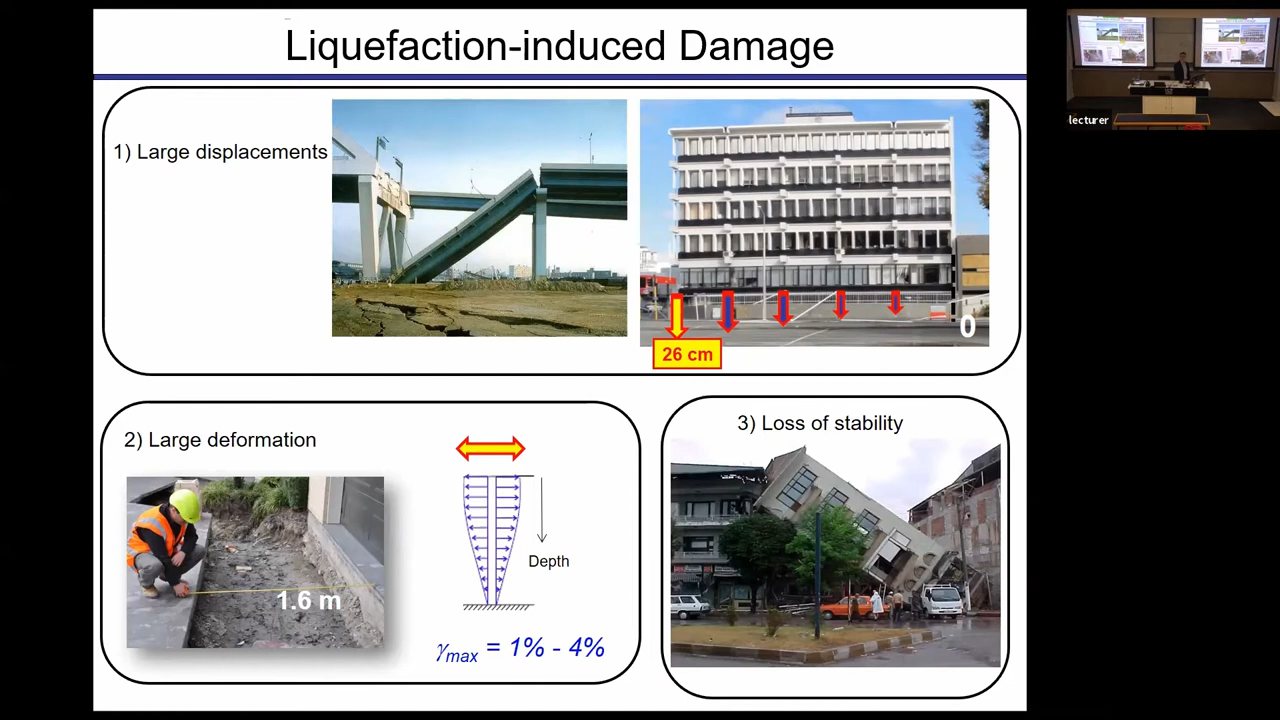 Liquefaction-induced Damage
1) Large displacements
26 cm
0
2) Large deformation
1.6 m
Depth
γmax = 1% - 4%
3) Loss of stability
lecturer